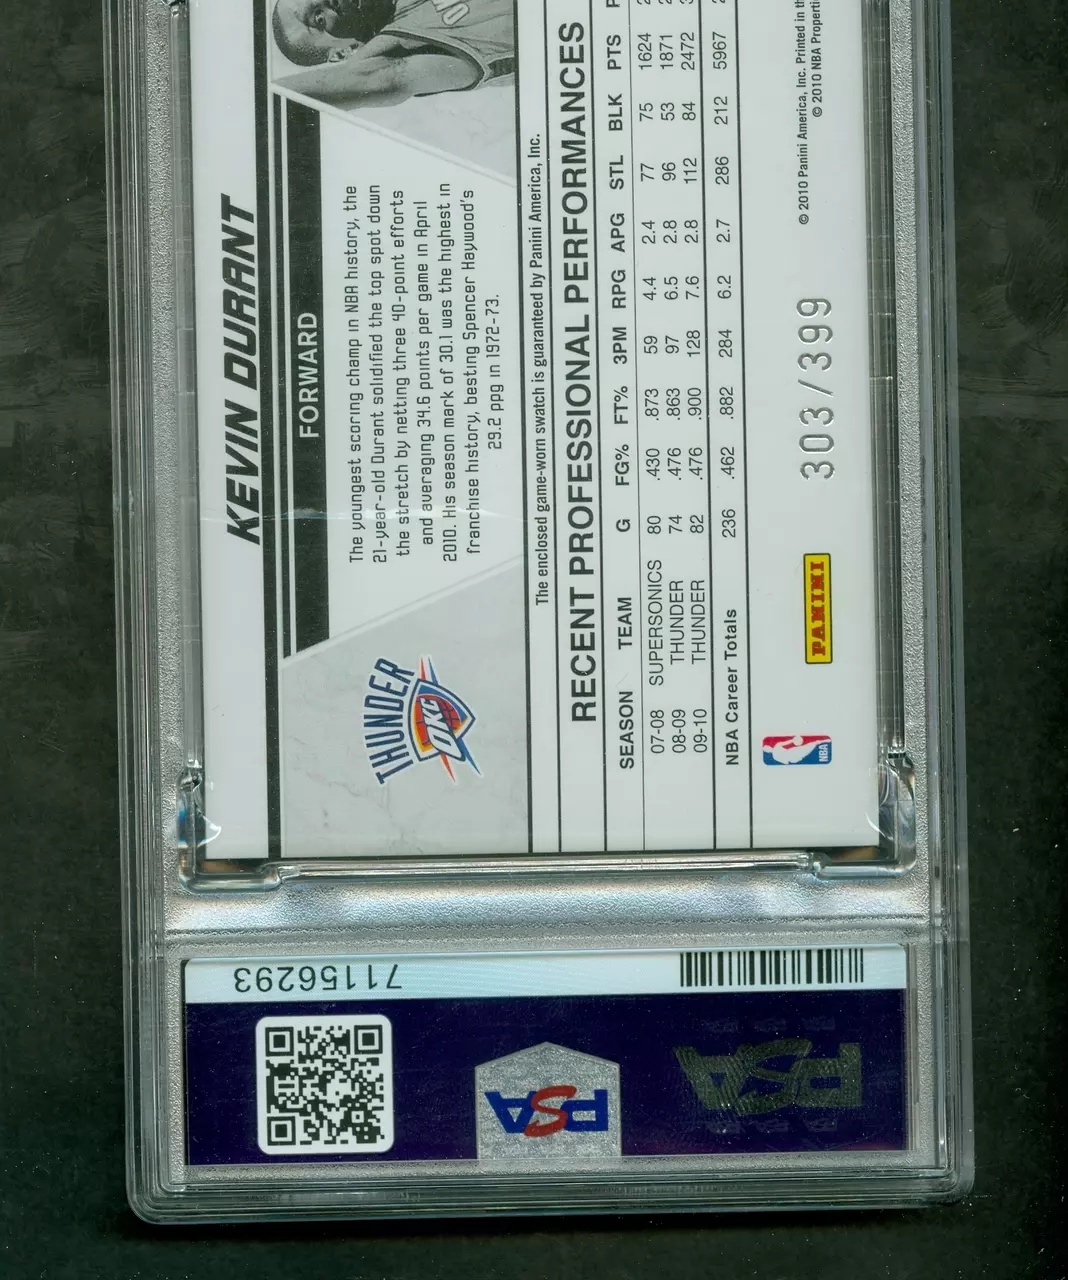 KEVIN DURANT
FORWARD
The youngest scoring champ in NBA history, the
21-year-old Durant solidified the top spot down
the stretch by netting three 40-point efforts
and averaging 34.6 points per game in April
2010. His season mark of 30.1 was the highest in
franchise history, besting Spencer Haywood's
29.2 ppg in 1972-73.
THUNDER
OKC
The enclosed game-worn swatch is guaranteed by Panini America, Inc.
RECENT PROFESSIONAL PERFORMANCES
SEASON TEAM G FG% FT% 3PM RPG APG STL BLK PTS
07-08 SUPERSONICS 80 .430 .873 59 4.4 2.4 77 75 1624
08-09 THUNDER 74 .476 .863 97 6.5 2.8 96 53 1871
09-10 THUNDER 82 .476 .900 128 7.6 2.8 112 84 2472
NBA Career Totals 236 .462 .882 284 6.2 2.7 286 212 5967
NBA
PANINI
303/399
© 2010 Panini America, Inc. Printed in th
© 2010 NBA Properti
71156293
PSA
PSA